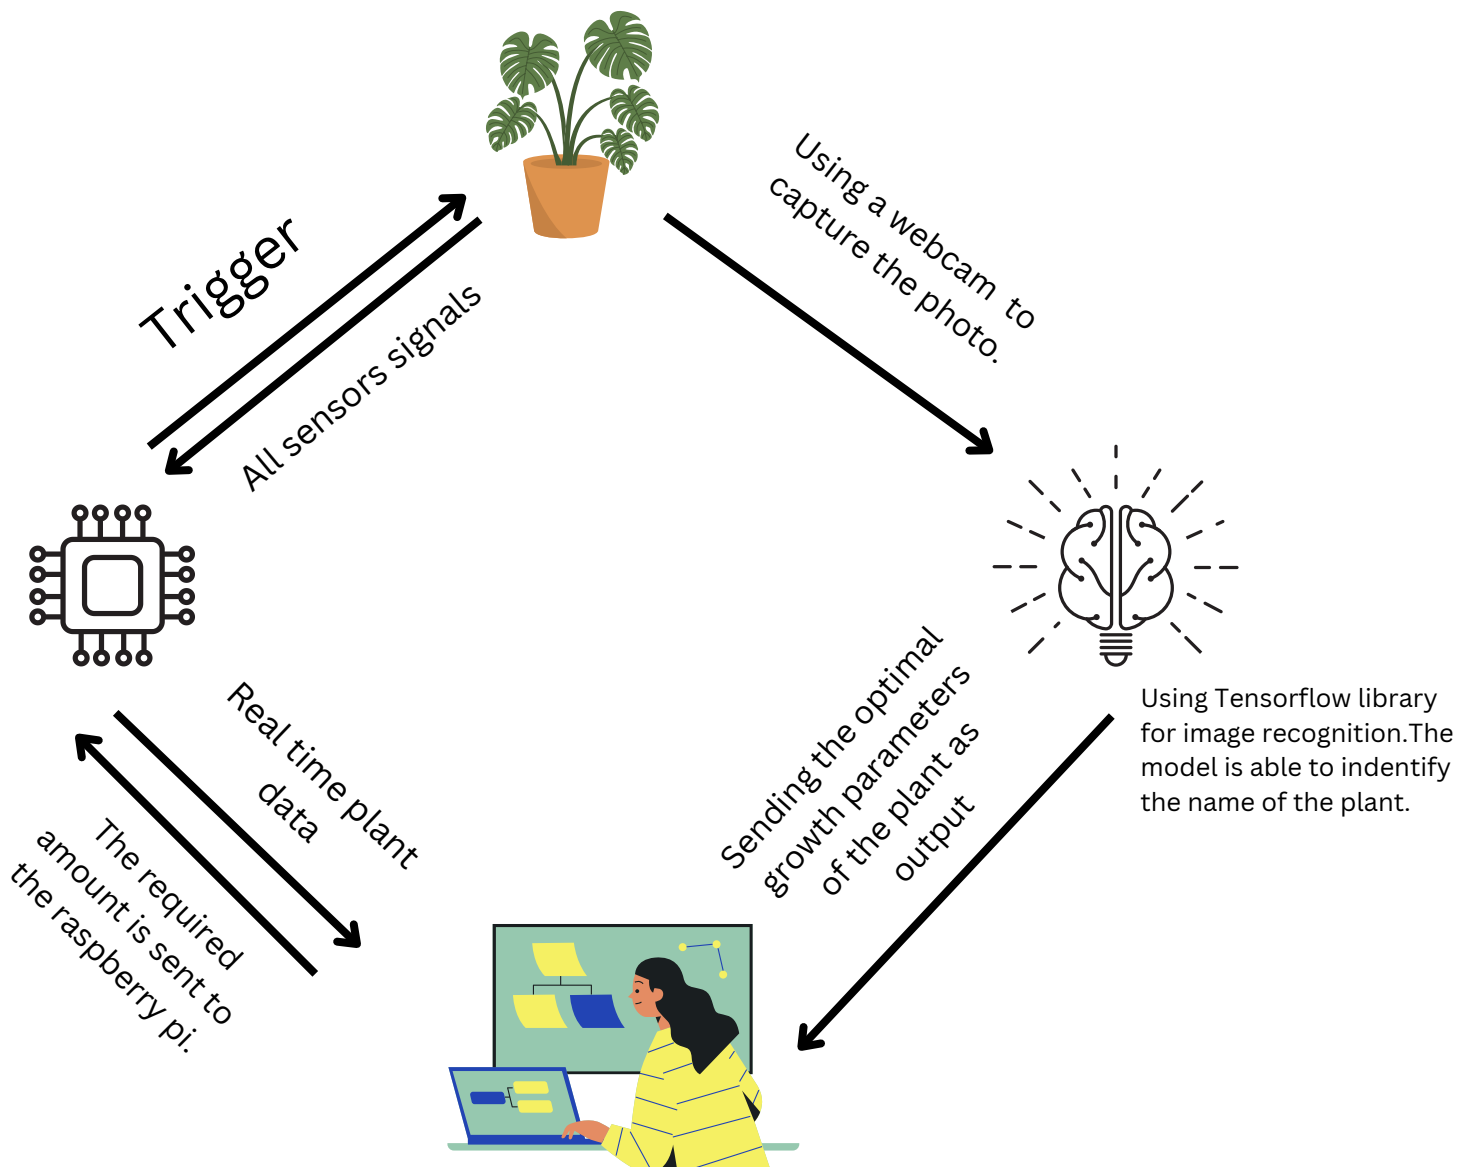 Trigger
All sensors signals
Using a webcam to
capture the photo.
Using Tensorflow library
for image recognition.The
model is able to indentify
the name of the plant.
Sending the optimal
growth parameters
of the plant as
output
Real time plant
data
The required
amount is sent to
the raspberry pi.